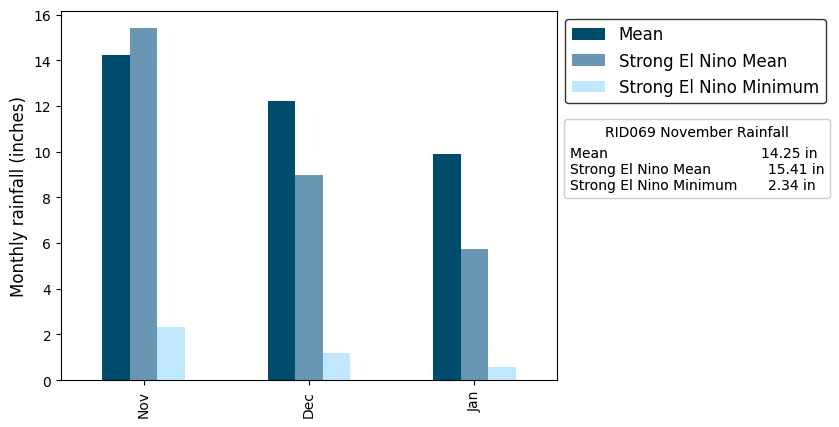 Monthly rainfall (inches)
16
14
12
10
8
6
4
2
0
Nov
Dec
Jan
Mean
Strong El Nino Mean
Strong El Nino Minimum
RID069 November Rainfall
Mean 14.25 in
Strong El Nino Mean 15.41 in
Strong El Nino Minimum 2.34 in